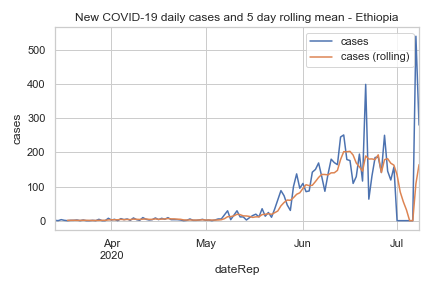 New COVID-19 daily cases and 5 day rolling mean - Ethiopia
cases
cases (rolling)
500
400
300
200
100
0
cases
Apr
2020
May
Jun
Jul
dateRep